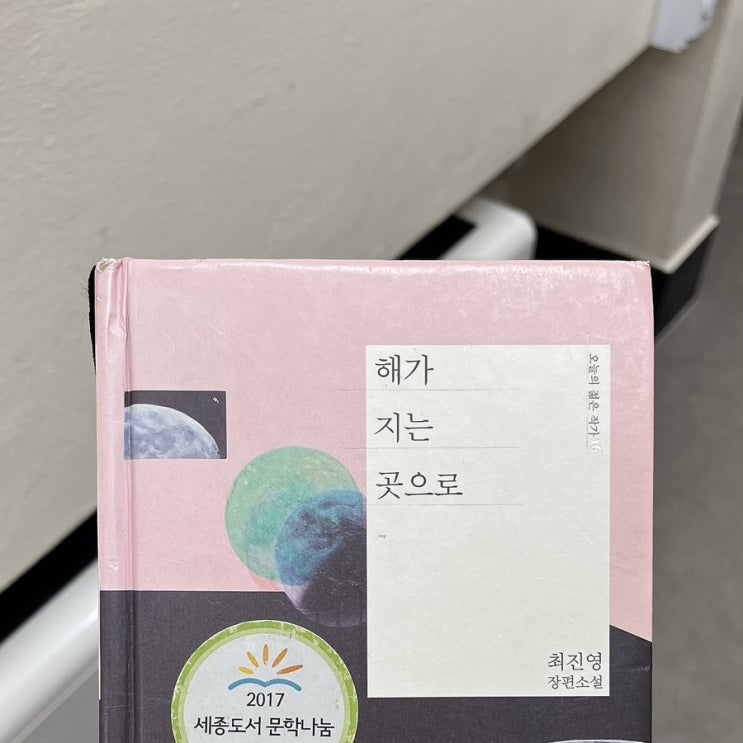 해가
지는
곳으로
오늘의 젊은 작가 16
최진영
장편소설
2017
세종도서 문학나눔